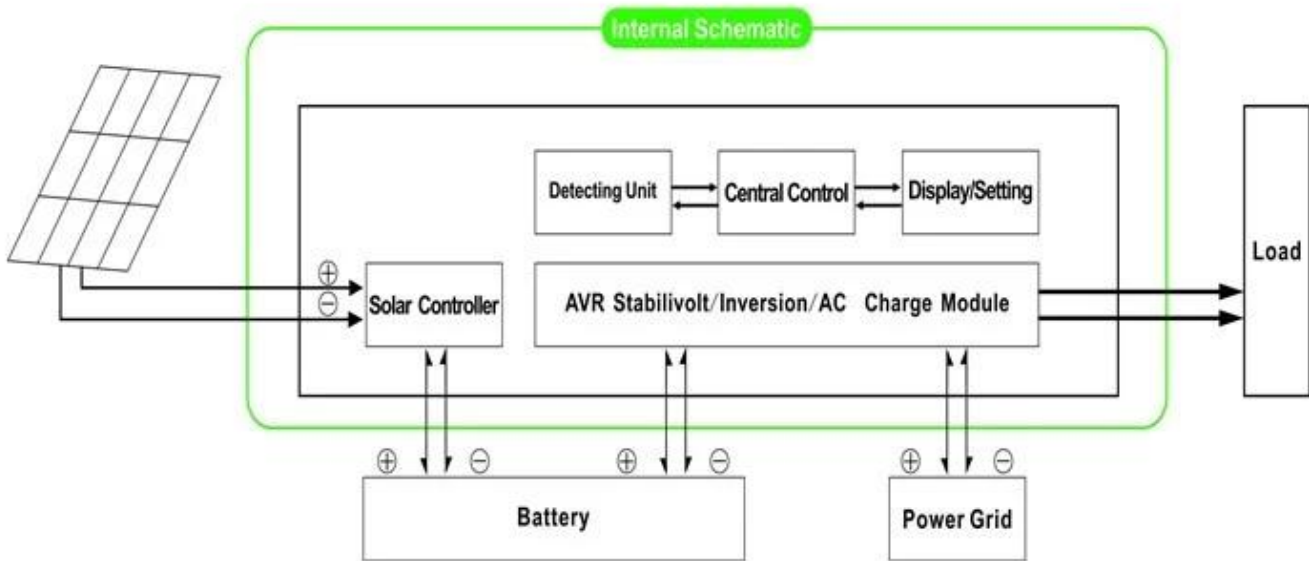 Internal Schematic
Detecting Unit
Central Control
Display/Setting
Load
⊕
⊖
Solar Controller
AVR Stabilivolt/Inversion/AC Charge Module
⊕ ⊖ ⊕ ⊖ ⊕ ⊖
Battery
Power Grid